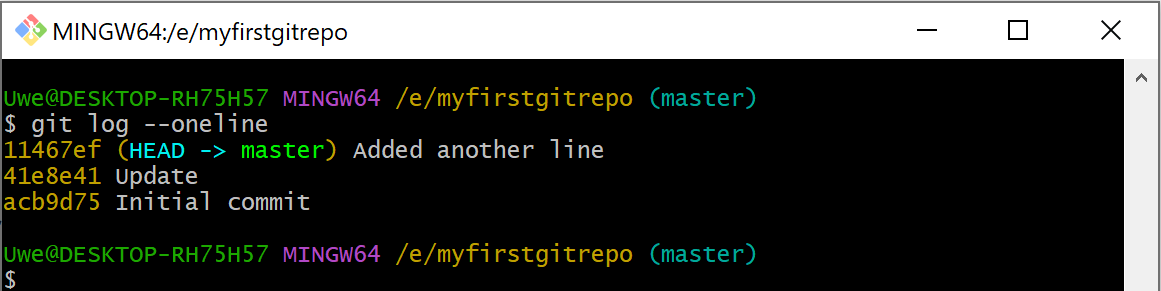 MINGW64:/e/myfirstgitrepo
Uwe@DESKTOP-RH75H57 MINGW64 /e/myfirstgitrepo (master)
$ git log --oneline
11467ef (HEAD -> master) Added another line
41e8e41 Update
acb9d75 Initial commit
Uwe@DESKTOP-RH75H57 MINGW64 /e/myfirstgitrepo (master)
$